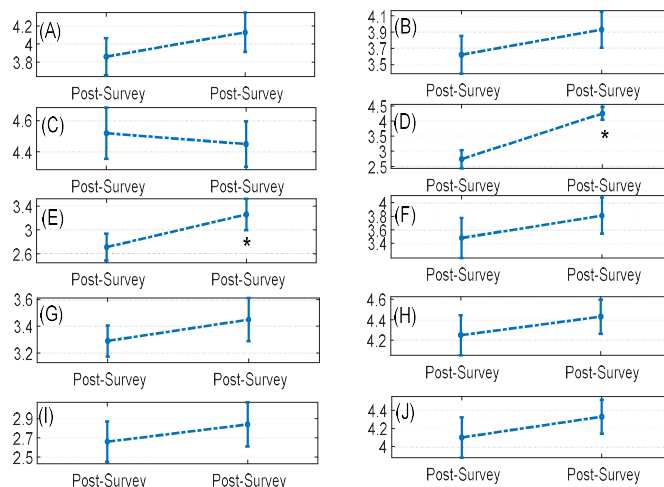 (A)
4.2
4
3.8
Post-Survey Post-Survey
(B)
4.1
3.9
3.7
3.5
Post-Survey Post-Survey
(C)
4.6
4.4
Post-Survey Post-Survey
(D)
4.5
4
3.5
3
2.5
*
Post-Survey Post-Survey
(E)
3.4
3
2.6
*
Post-Survey Post-Survey
(F)
4
3.8
3.6
3.4
Post-Survey Post-Survey
(G)
3.6
3.4
3.2
Post-Survey Post-Survey
(H)
4.6
4.4
4.2
Post-Survey Post-Survey
(I)
2.9
2.7
2.5
Post-Survey Post-Survey
(J)
4.4
4.2
4
Post-Survey Post-Survey